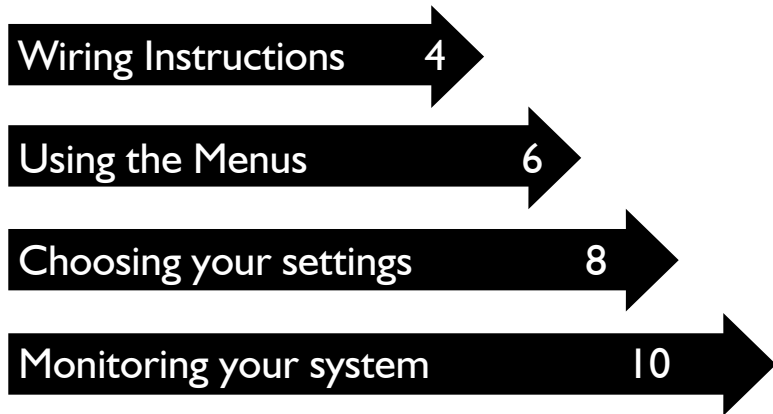 Wiring Instructions 4
Using the Menus 6
Choosing your settings 8
Monitoring your system 10